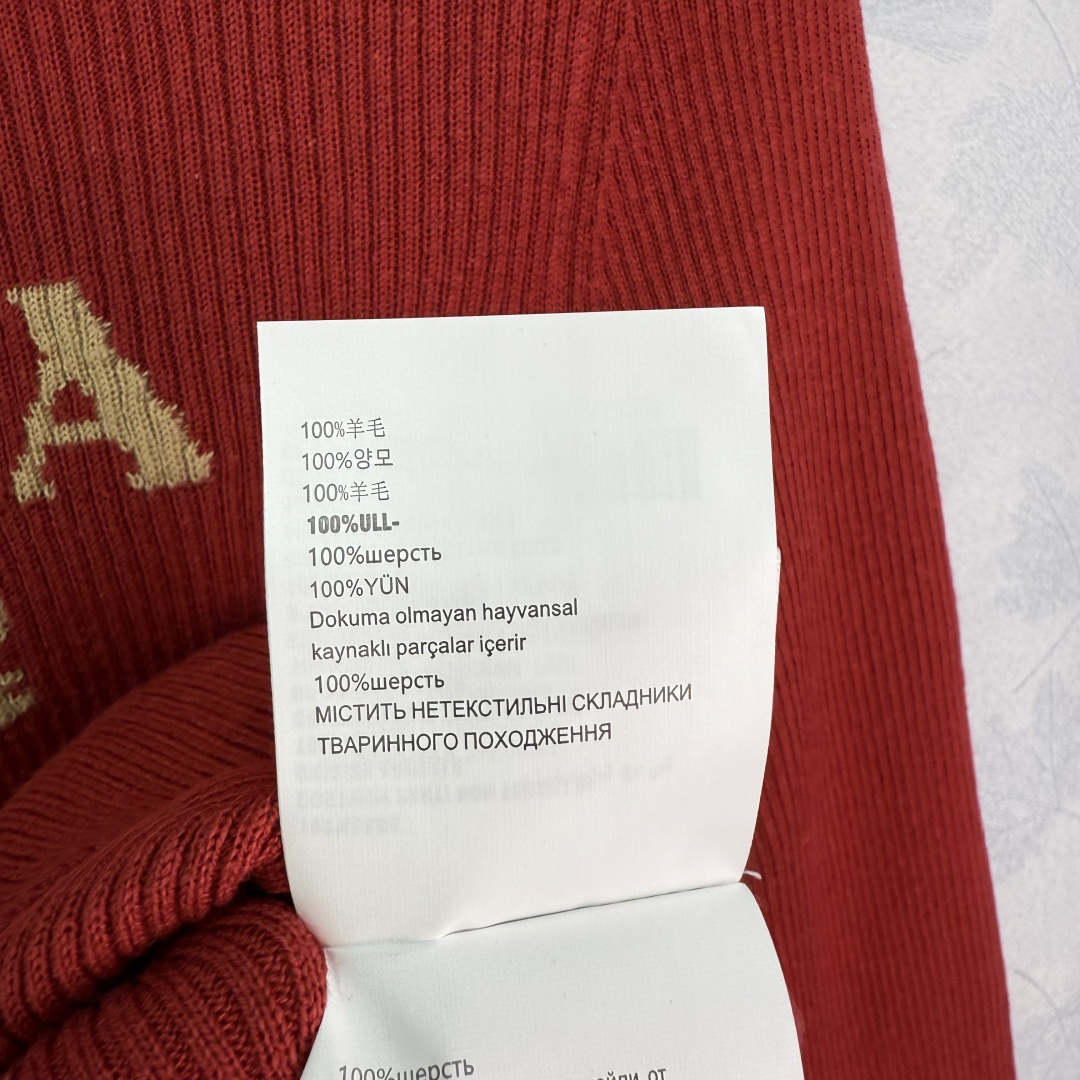 A
100%羊毛
100%양모
100%羊毛
100%ULL-
100%шерсть
100%YÜN
Dokuma olmayan hayvansal
kaynaklı parçalar içerir
100%шерсть
МІСТИТЬ НЕТЕКСТИЛЬНІ СКЛАДНИКИ
ТВАРИННОГО ПОХОДЖЕННЯ
100%шерсть
от